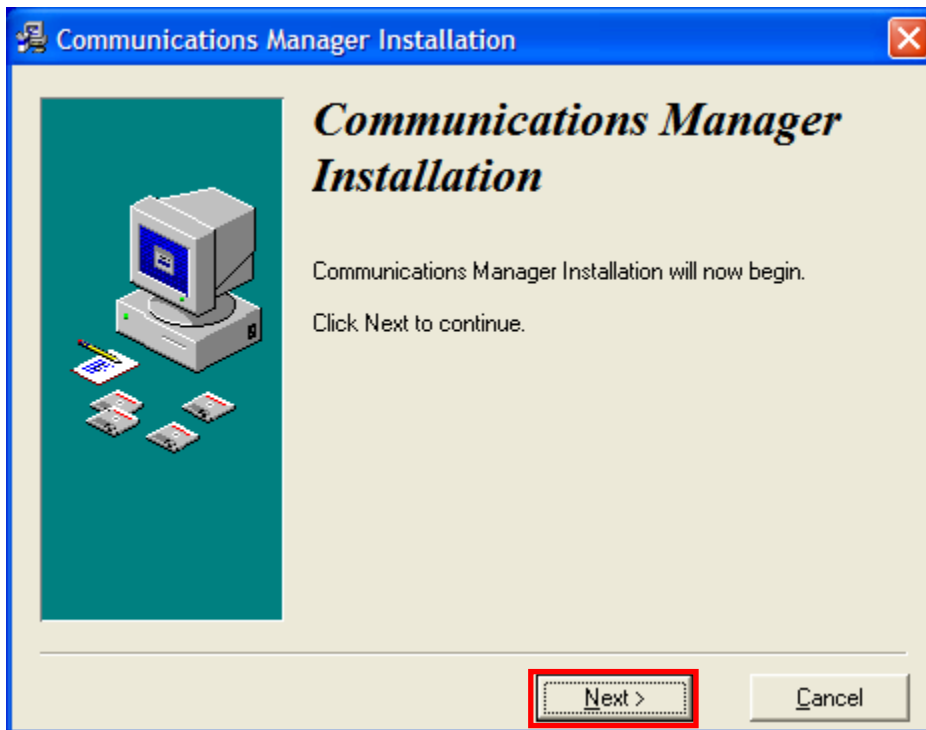 Communications Manager Installation
Communications Manager
Installation
Communications Manager Installation will now begin.
Click Next to continue.
Next >
Cancel